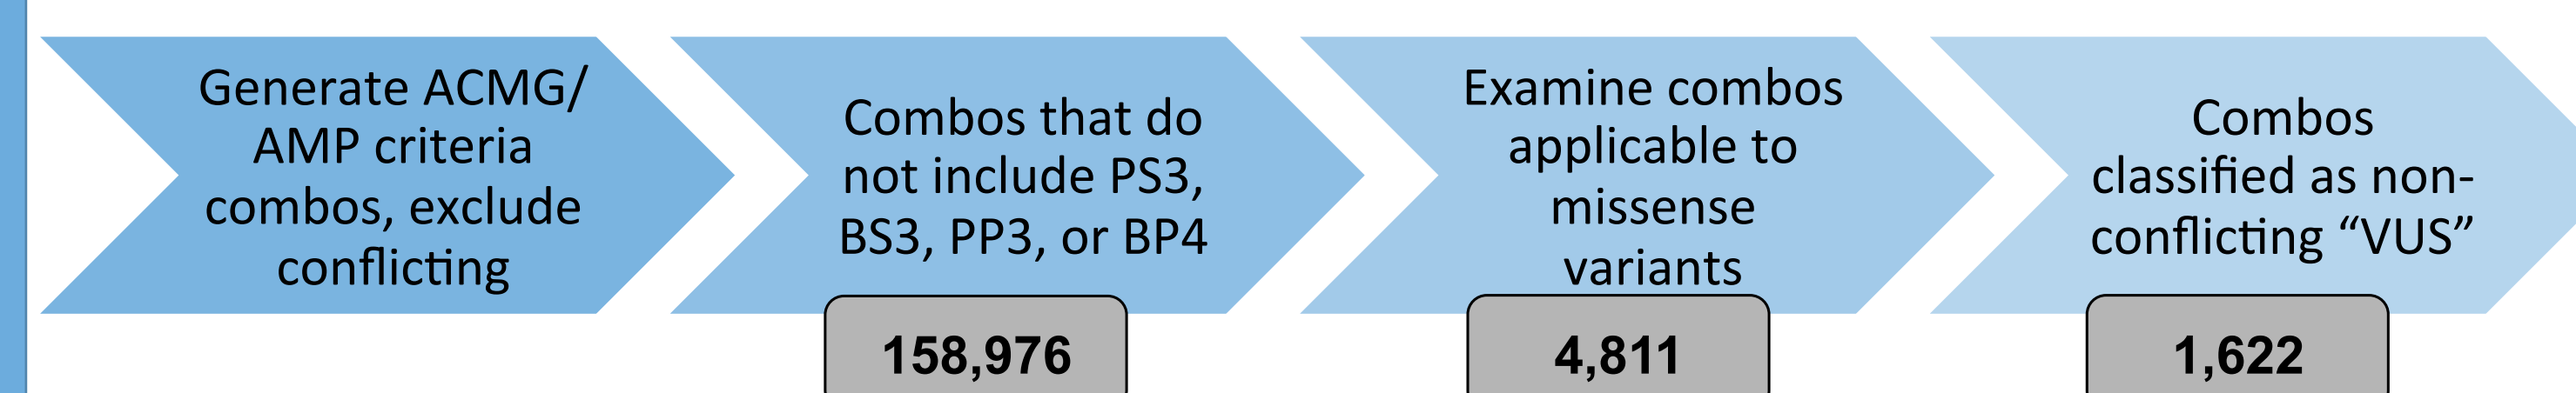 Generate ACMG/
AMP criteria
combos, exclude
conflicting
Combos that do
not include PS3,
BS3, PP3, or BP4
158,976
Examine combos
applicable to
missense
variants
4,811
Combos
classified as non-
conflicting “VUS”
1,622